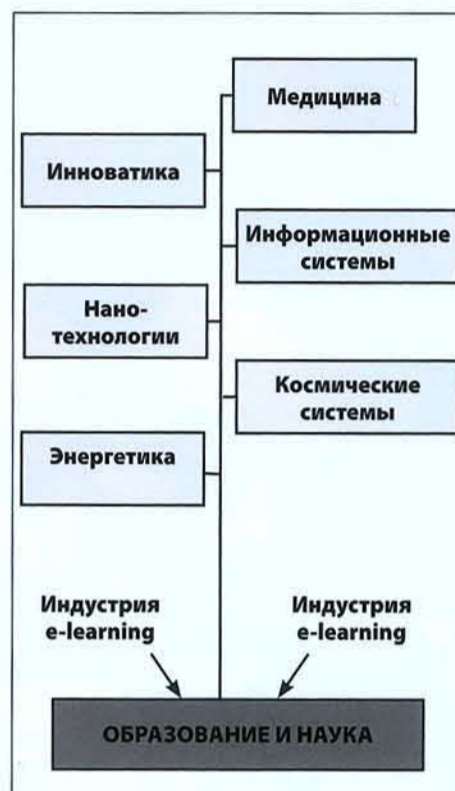 Медицина
Инноватика
Информационные
системы
Нано-
технологии
Космические
системы
Энергетика
Индустрия
e-learning
Индустрия
e-learning
ОБРАЗОВАНИЕ И НАУКА